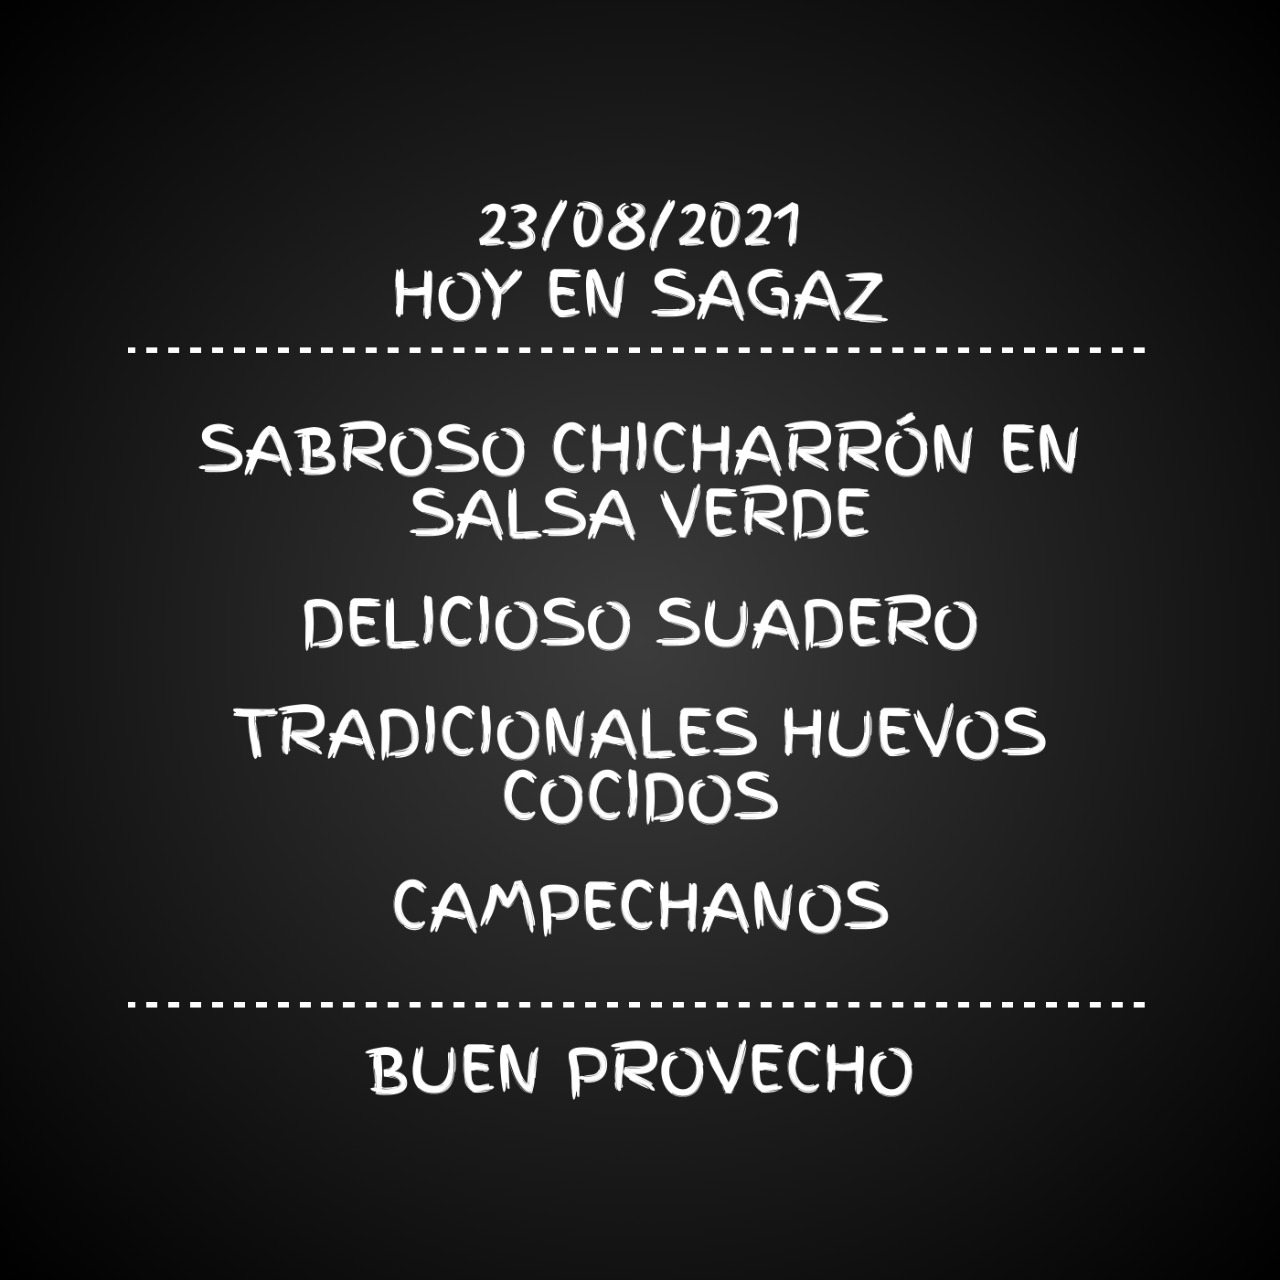 23/08/2021
HOY EN SAGAZ
SABROSO CHICHARRÓN EN
SALSA VERDE
DELICIOSO SUADERO
TRADICIONALES HUEVOS
COCIDOS
CAMPECHANOS
BUEN PROVECHO